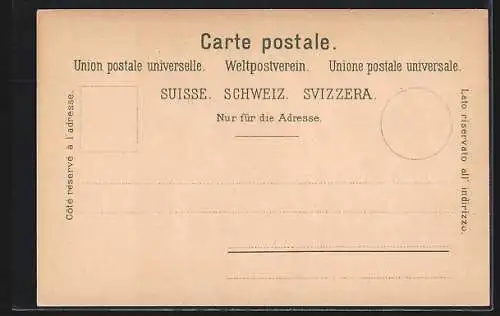 Carte postale.
Union postale universelle. Weltpostverein. Unione postale universale.
SUISSE. SCHWEIZ. SVIZZERA.
Nur für die Adresse.
Côté réservé à l'adresse.
Lato riservato all' indirizzo.